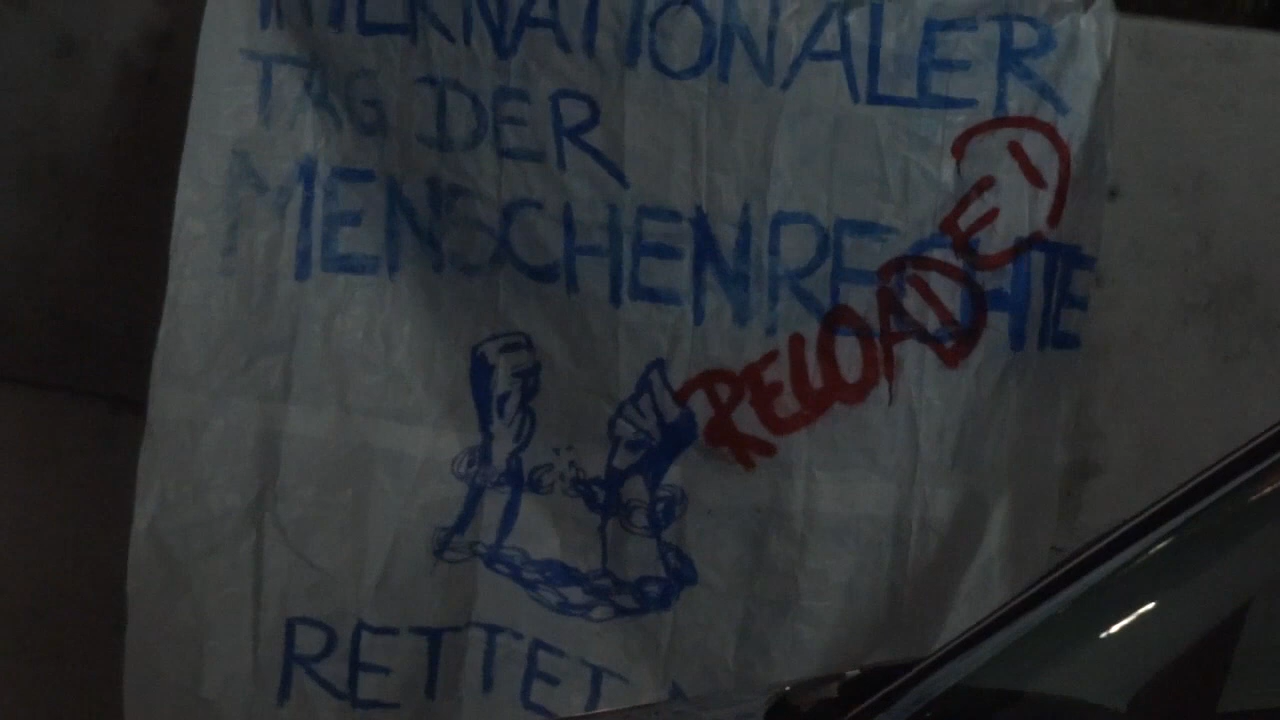 INTERNATIONALER
TAG DER
MENSCHENRECHTE
RELOADED!
RETTET